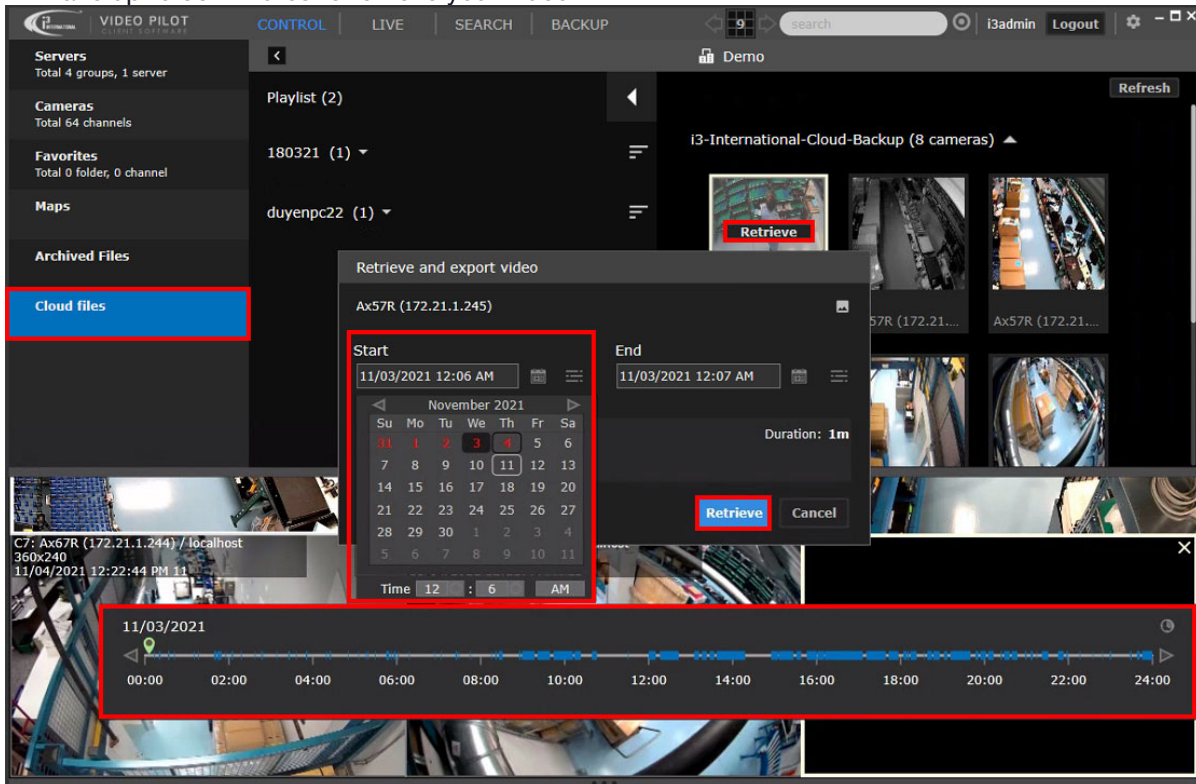 VIDEO PILOT
CLIENT SOFTWARE
CONTROL LIVE SEARCH BACKUP
9
search
i3admin
Logout
Servers
Total 4 groups, 1 server
Cameras
Total 64 channels
Favorites
Total 0 folder, 0 channel
Maps
Archived Files
Cloud files
Playlist (2)
180321 (1)
duyenpc22 (1)
Demo
Refresh
i3-International-Cloud-Backup (8 cameras)
Retrieve
57R (172.21....
Ax57R (172.21....
Retrieve and export video
Ax57R (172.21.1.245)
Start
11/03/2021 12:06 AM
End
11/03/2021 12:07 AM
November 2021
Su Mo Tu We Th Fr Sa
31 1 2 3 4 5 6
7 8 9 10 11 12 13
14 15 16 17 18 19 20
21 22 23 24 25 26 27
28 29 30 1 2 3 4
5 6 7 8 9 10 11
Time 12 : 6 AM
Duration: 1m
Retrieve
Cancel
C7: Ax67R (172.21.1.244) / localhost
360x240
11/04/2021 12:22:44 PM 11
11/03/2021
00:00 02:00 04:00 06:00 08:00 10:00 12:00 14:00 16:00 18:00 20:00 22:00 24:00